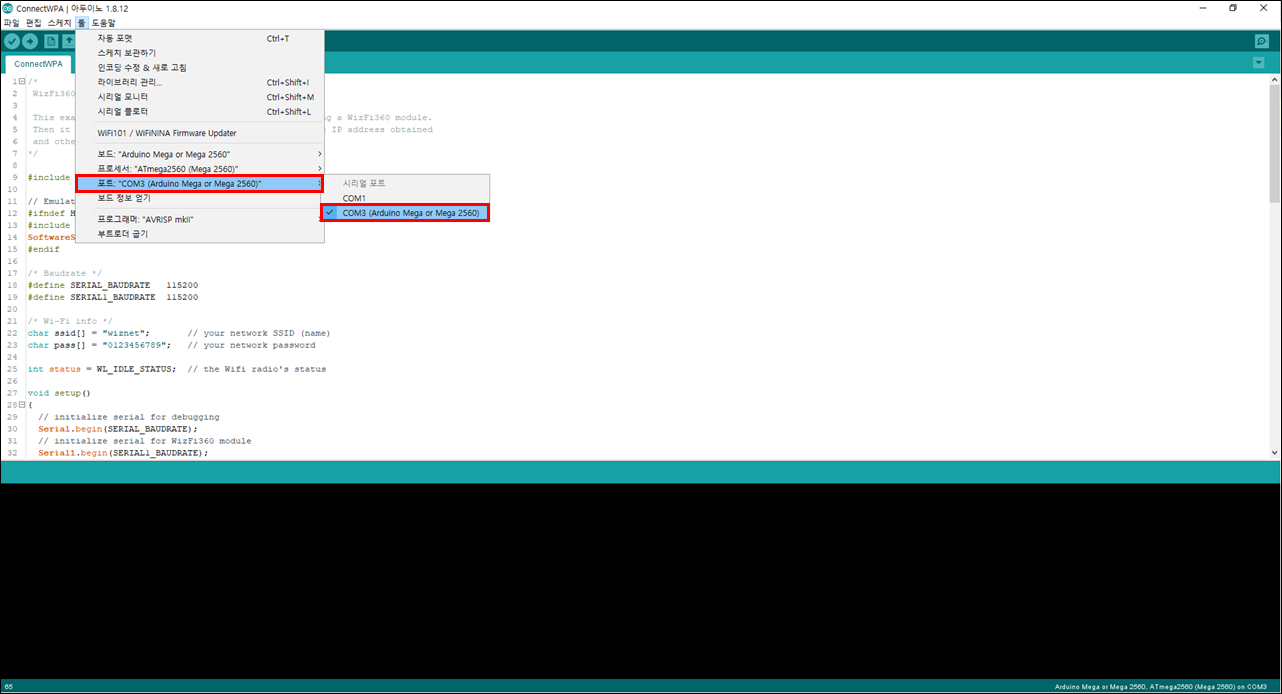 ConnectWPA | 아두이노 1.8.12
파일 편집 스케치 툴 도움말
ConnectWPA
자동 포맷 Ctrl+T
스케치 보관하기
인코딩 수정 & 새로 고침
라이브러리 관리... Ctrl+Shift+I
시리얼 모니터 Ctrl+Shift+M
시리얼 플로터 Ctrl+Shift+L
WiFi101 / WiFiNINA Firmware Updater
보드: "Arduino Mega or Mega 2560"
프로세서: "ATmega2560 (Mega 2560)"
포트: "COM3 (Arduino Mega or Mega 2560)"
보드 정보 얻기
프로그래머: "AVRISP mkII"
부트로더 굽기
시리얼 포트
COM1
COM3 (Arduino Mega or Mega 2560)
1 /*
2 WizFi360
3
4 This exa g a WizFi360 module.
5 Then it IP address obtained
6 and othe
7 */
8
9 #include
10
11 // Emulat
12 #ifndef H
13 #include
14 SoftwareS
15 #endif
16
17 /* Baudrate */
18 #define SERIAL_BAUDRATE 115200
19 #define SERIAL1_BAUDRATE 115200
20
21 /* Wi-Fi info */
22 char ssid[] = "wiznet"; // your network SSID (name)
23 char pass[] = "0123456789"; // your network password
24
25 int status = WL_IDLE_STATUS; // the Wifi radio's status
26
27 void setup()
28 {
29 // initialize serial for debugging
30 Serial.begin(SERIAL_BAUDRATE);
31 // initialize serial for WizFi360 module
32 Serial1.begin(SERIAL1_BAUDRATE);
65 Arduino Mega or Mega 2560, ATmega2560 (Mega 2560) on COM3